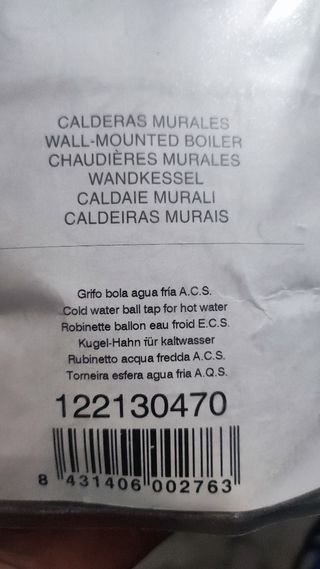 CALDERAS MURALES
WALL-MOUNTED BOILER
CHAUDIÈRES MURALES
WANDKESSEL
CALDAIE MURALI
CALDEIRAS MURAIS
Grifo bola agua fría A.C.S.
Cold water ball tap for hot water
Robinette ballon eau froid E.C.S.
Kugel-Hahn für kaltwasser
Rubinetto acqua fredda A.C.S.
Torneira esfera agua fria A.Q.S.
122130470
8 431406 002763